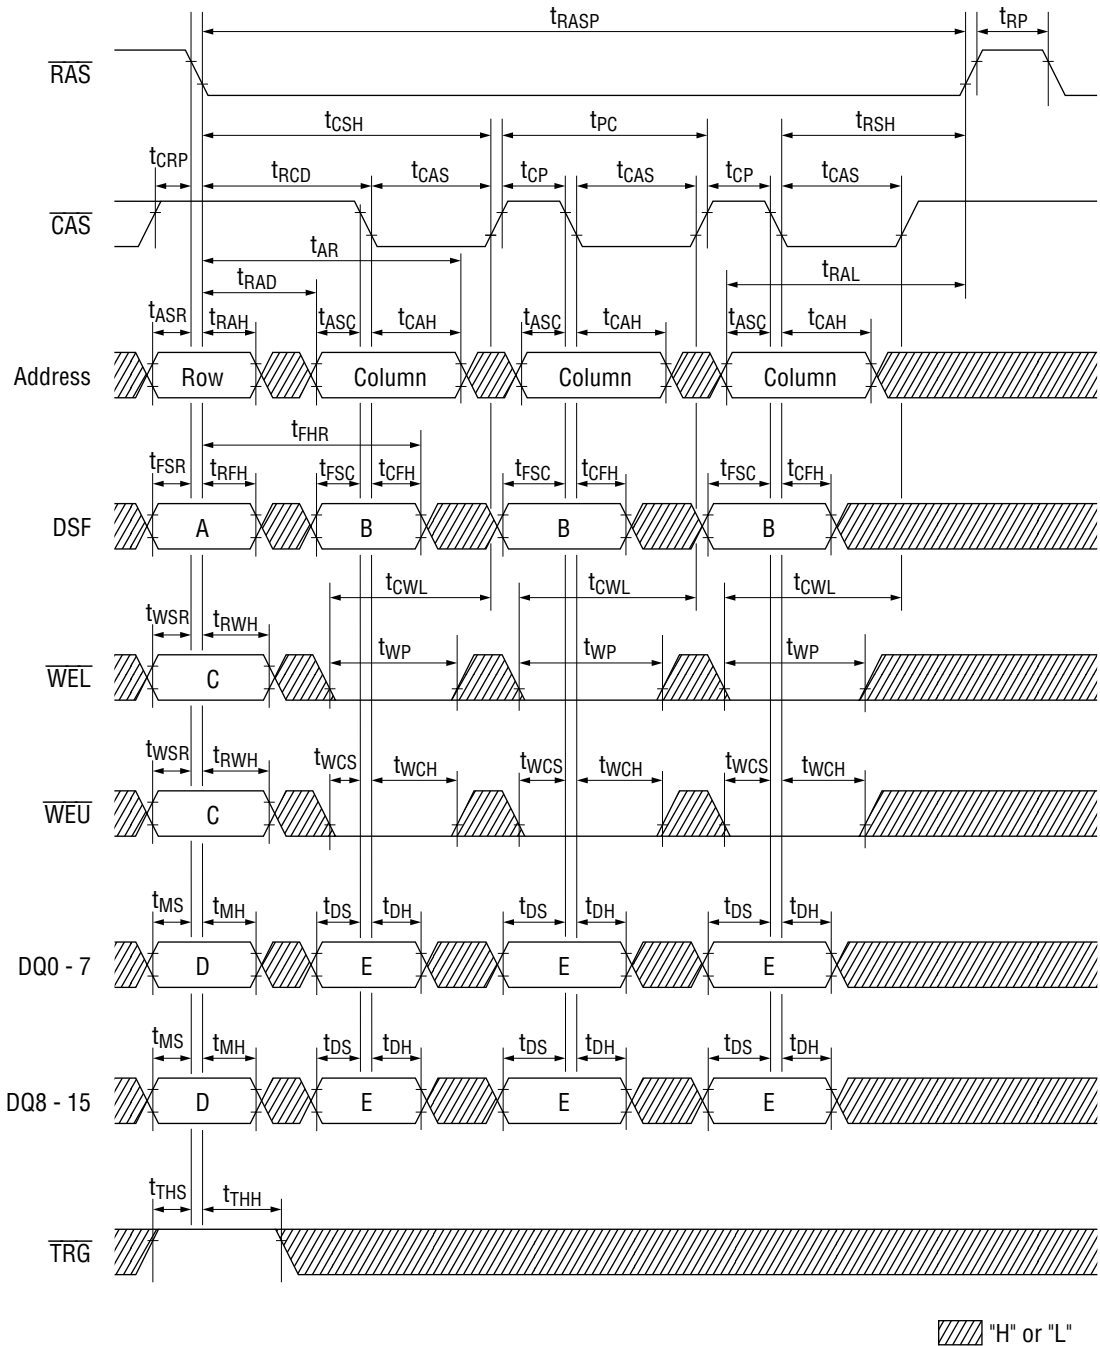 tRASP tRP
RAS
tCSH tPC tRSH
tCRP tRCD tCAS tCP tCAS tCP tCAS
CAS
tAR
tRAD tRAL
tASR tRAH tASC tCAH tASC tCAH tASC tCAH
Address Row Column Column Column
tFHR
tFSR tRFH tFSC tCFH tFSC tCFH tFSC tCFH
DSF A B B B
tCWL tCWL tCWL
tWSR tRWH tWP tWP tWP
WEL C
tWSR tRWH tWCS tWCH tWCS tWCH tWCS tWCH
WEU C
tMS tMH tDS tDH tDS tDH tDS tDH
DQ0 - 7 D E E E
tMS tMH tDS tDH tDS tDH tDS tDH
DQ8 - 15 D E E E
tTHS tTHH
TRG
"H" or "L"